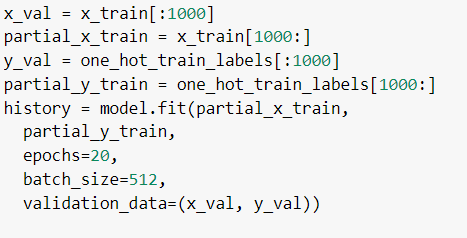 x_val = x_train[:1000]
partial_x_train = x_train[1000:]
y_val = one_hot_train_labels[:1000]
partial_y_train = one_hot_train_labels[1000:]
history = model.fit(partial_x_train,
  partial_y_train,
  epochs=20,
  batch_size=512,
  validation_data=(x_val, y_val))